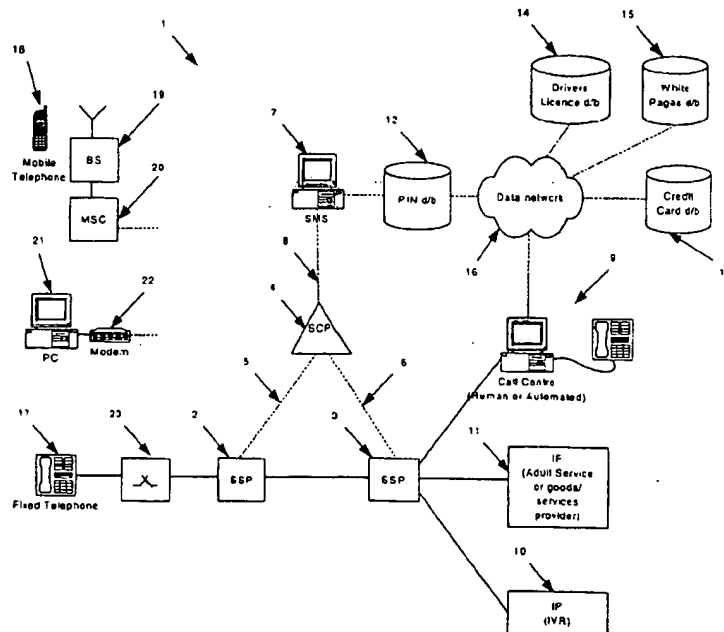 1
14
15
18
Drivers
Licence d/b
White
Pages d/b
19
7
12
Mobile
Telephone
BS
20
SMS
PIN d/b
Data network
Credit
Card d/b
MSC
21
22
8
16
9
1
4
SCP
PC
Modem
5
6
Call Centre
(Human or Automated)
17
23
2
3
11
SSP
SSP
Fixed Telephone
IP
(Adult Service
or goods/
services
provider)
10
IP
(IVR)